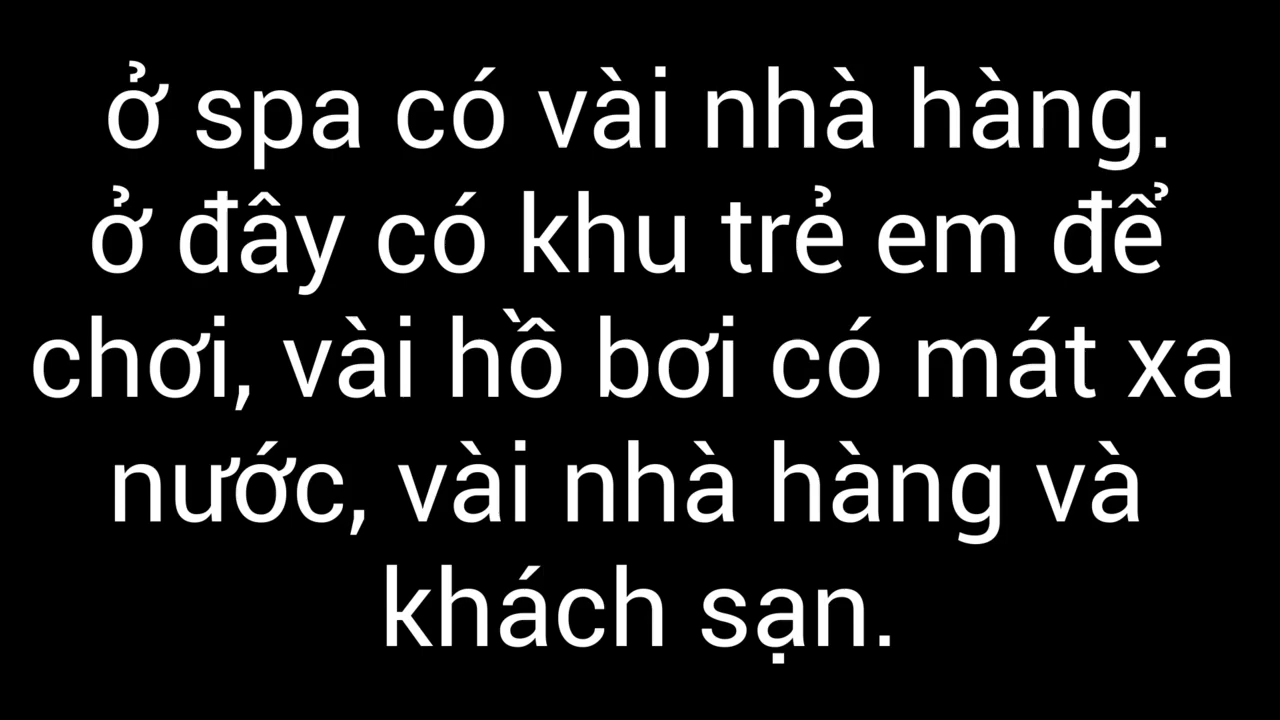 ở spa có vài nhà hàng.
ở đây có khu trẻ em để
chơi, vài hồ bơi có mát xa
nước, vài nhà hàng và
khách sạn.